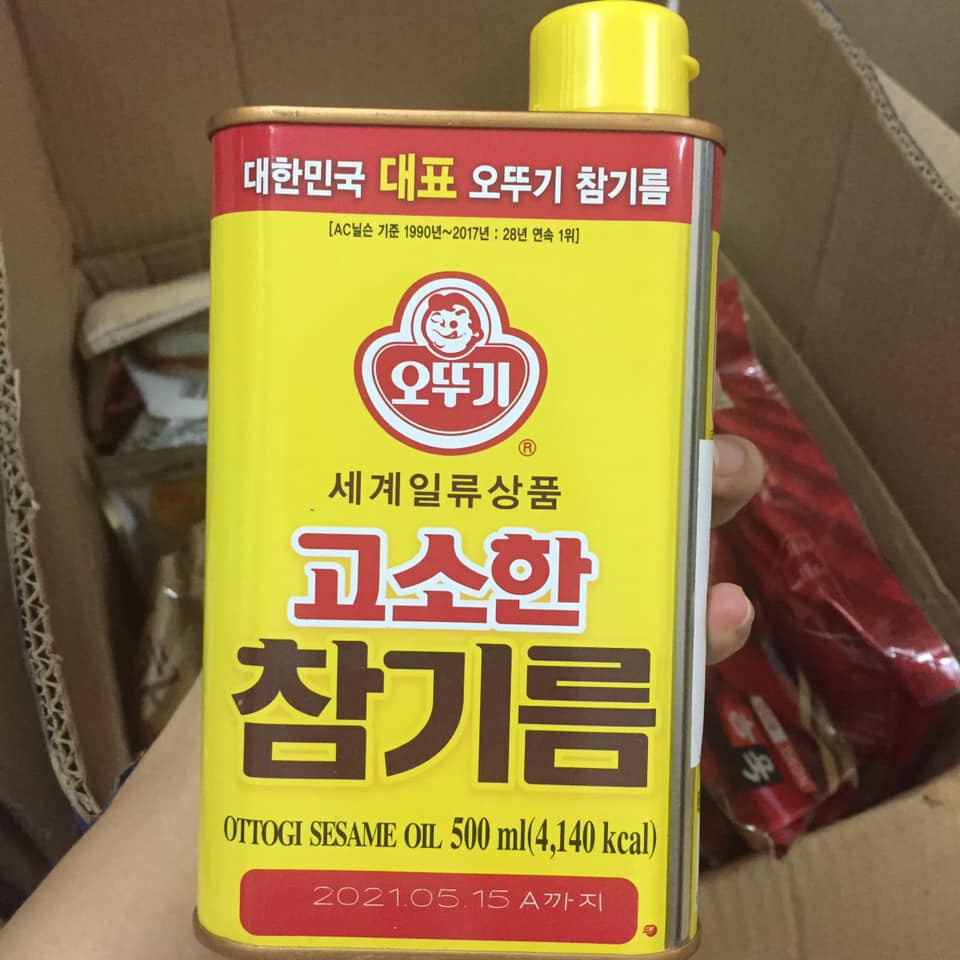 대한민국 대표 오뚜기 참기름
[AC닐슨 기준 1990년~2017년 : 28년 연속 1위]
오뚜기
®
세계일류상품
고소한
참기름
OTTOGI SESAME OIL 500 ml(4,140 kcal)
2021.05.15 A까지